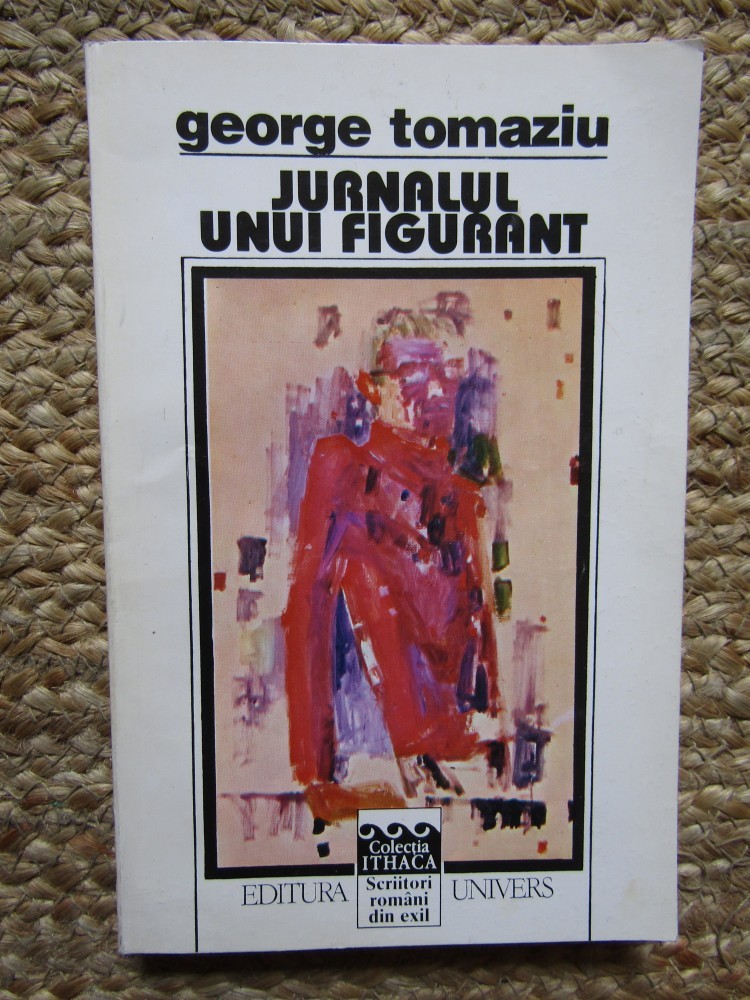 george tomaziu
JURNALUL
UNUI FIGURANT
Colecția
ITHACA
EDITURA
Scriitori
români
din exil
UNIVERS